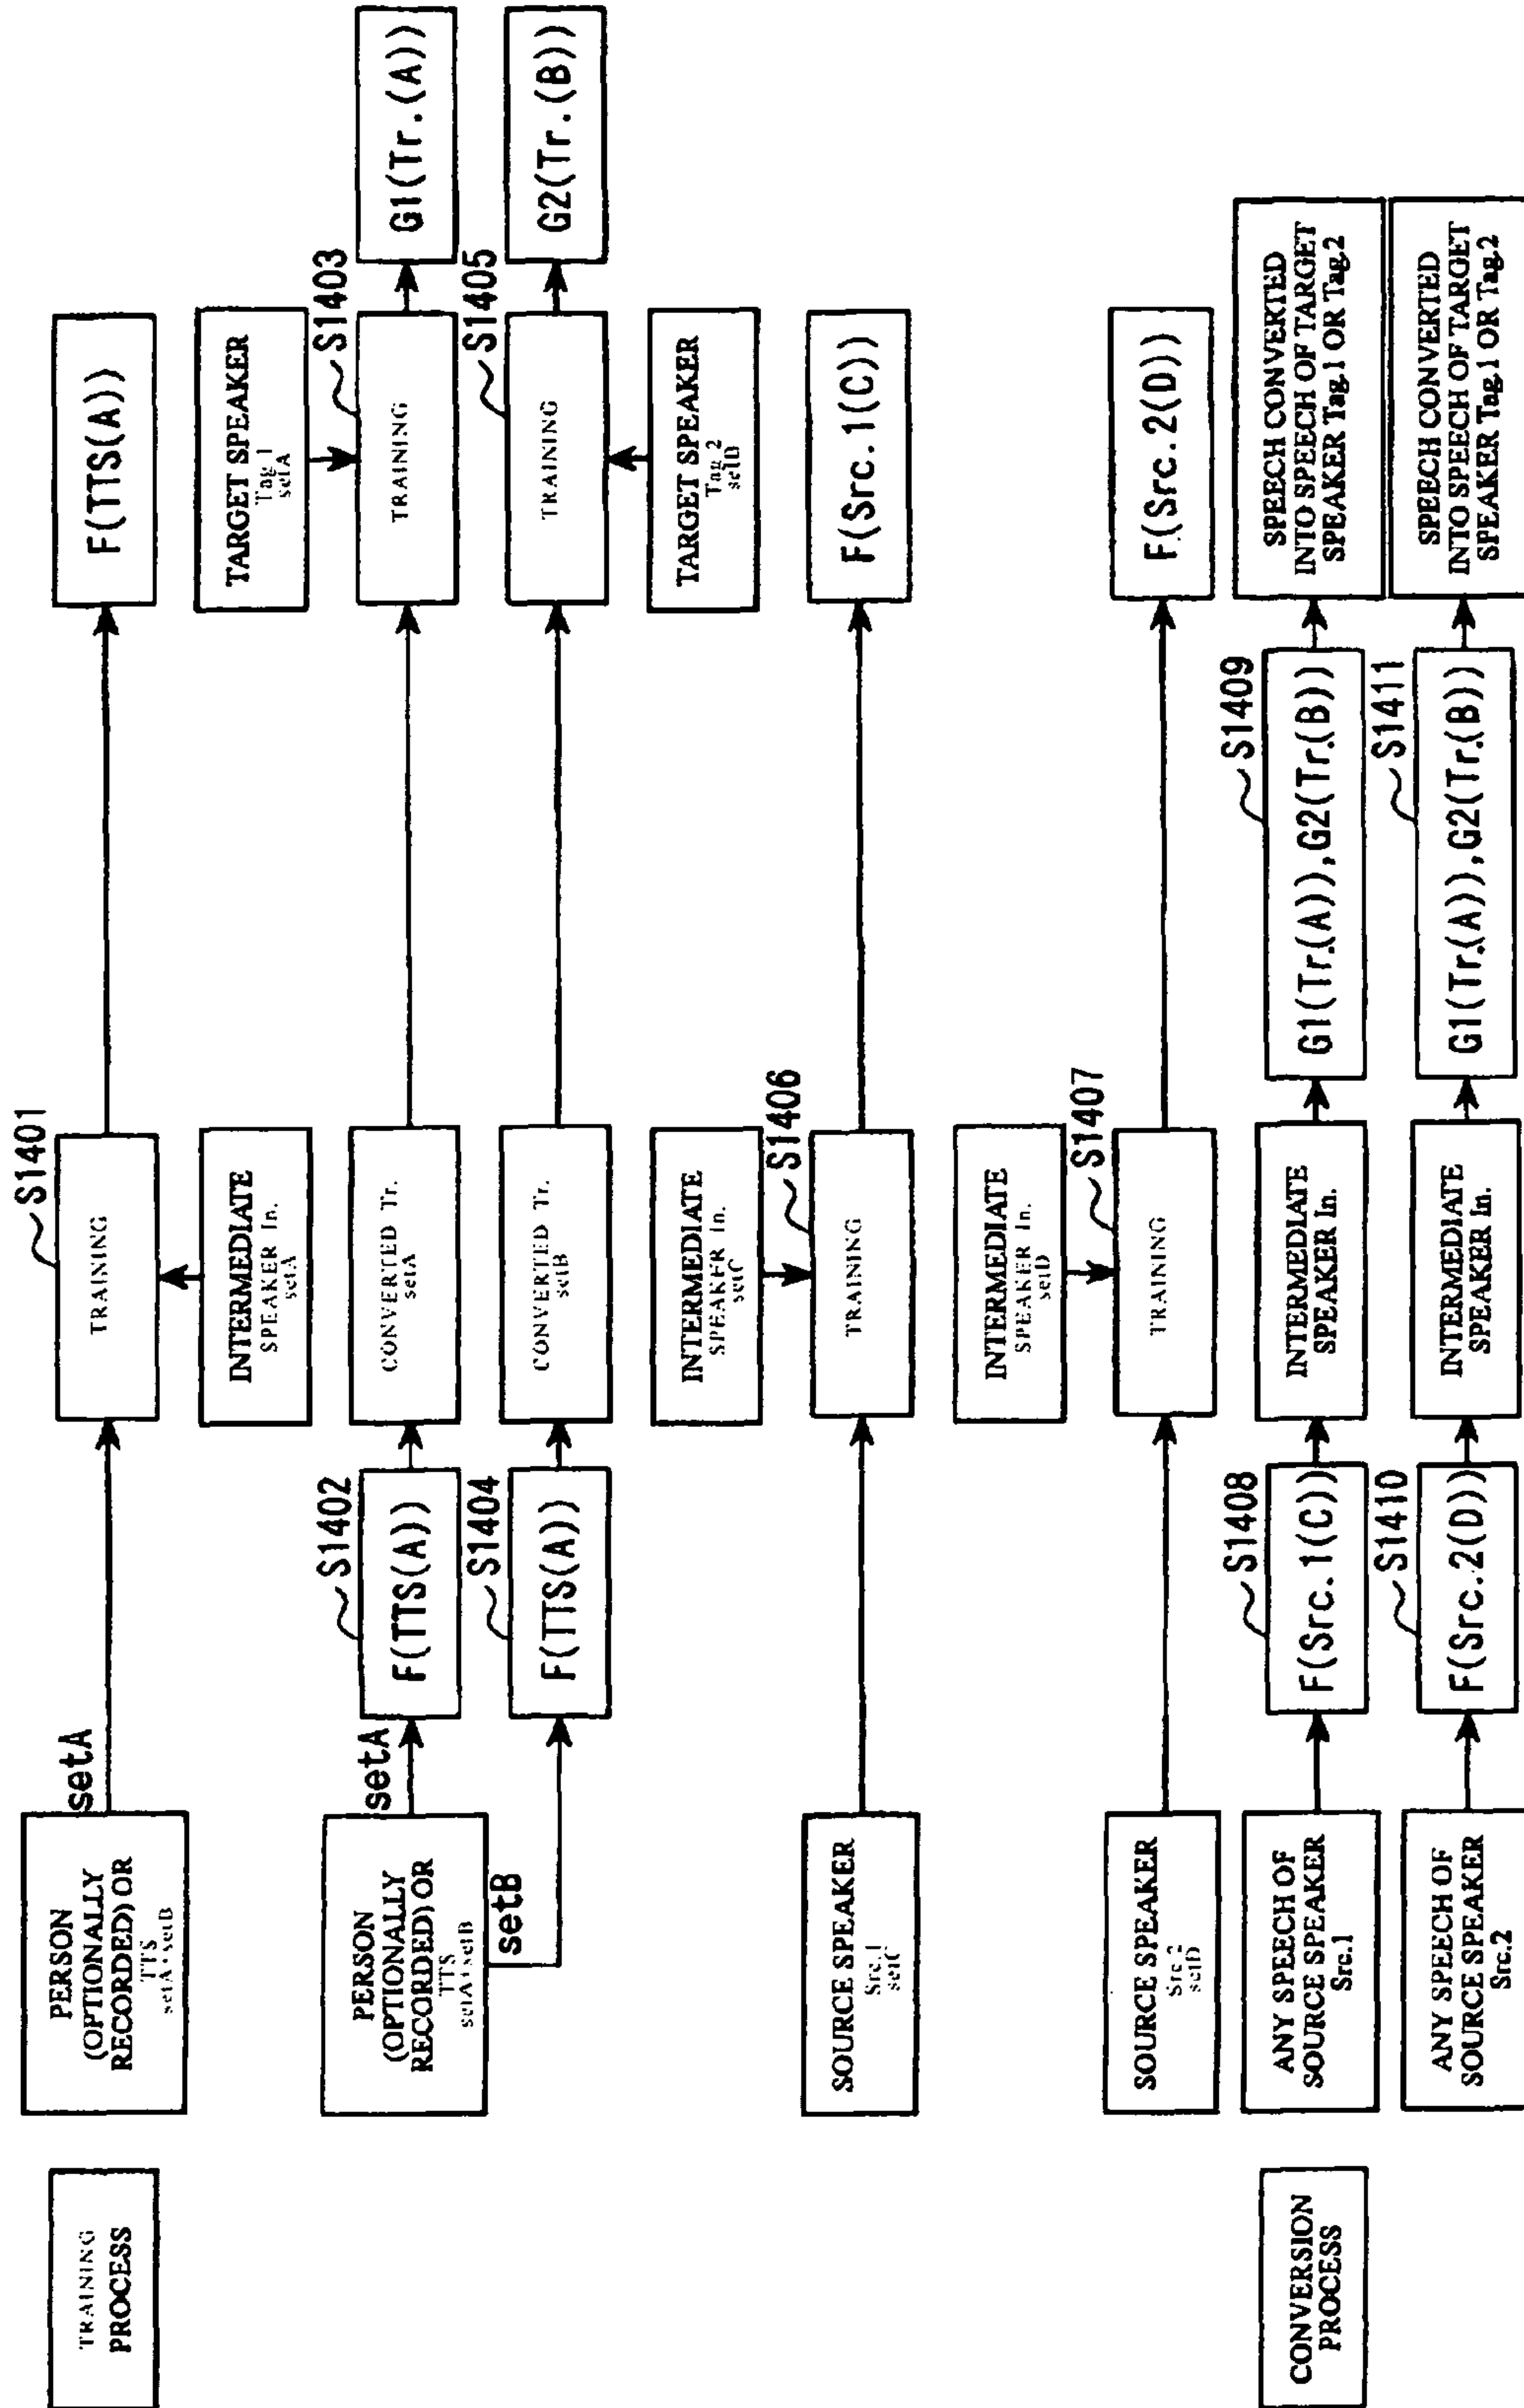 TRAINING
PROCESS
PERSON
(OPTIONALLY
RECORDED) OR
TTS
setA+setB
setA
S1401
TRAINING
F(TTS(A))
INTERMEDIATE
SPEAKER In.
setA
TARGET SPEAKER
Tag.1
setA
PERSON
(OPTIONALLY
RECORDED) OR
TTS
setA+setB
setA
S1402
F(TTS(A))
CONVERTED Tr.
setA
S1403
TRAINING
G1(Tr.(A))
setB
S1404
F(TTS(A))
CONVERTED Tr.
setB
S1405
TRAINING
G2(Tr.(B))
INTERMEDIATE
SPEAKER In.
setC
TARGET SPEAKER
Tag.2
setB
SOURCE SPEAKER
Src.1
setC
S1406
TRAINING
F(Src.1(C))
INTERMEDIATE
SPEAKER In.
setD
SOURCE SPEAKER
Src.2
setD
S1407
TRAINING
F(Src.2(D))
CONVERSION
PROCESS
ANY SPEECH OF
SOURCE SPEAKER
Src.1
S1408
F(Src.1(C))
INTERMEDIATE
SPEAKER In.
S1409
G1(Tr.(A)),G2(Tr.(B))
SPEECH CONVERTED
INTO SPEECH OF TARGET
SPEAKER Tag.1 OR Tag.2
ANY SPEECH OF
SOURCE SPEAKER
Src.2
S1410
F(Src.2(D))
INTERMEDIATE
SPEAKER In.
S1411
G1(Tr.(A)),G2(Tr.(B))
SPEECH CONVERTED
INTO SPEECH OF TARGET
SPEAKER Tag.1 OR Tag.2